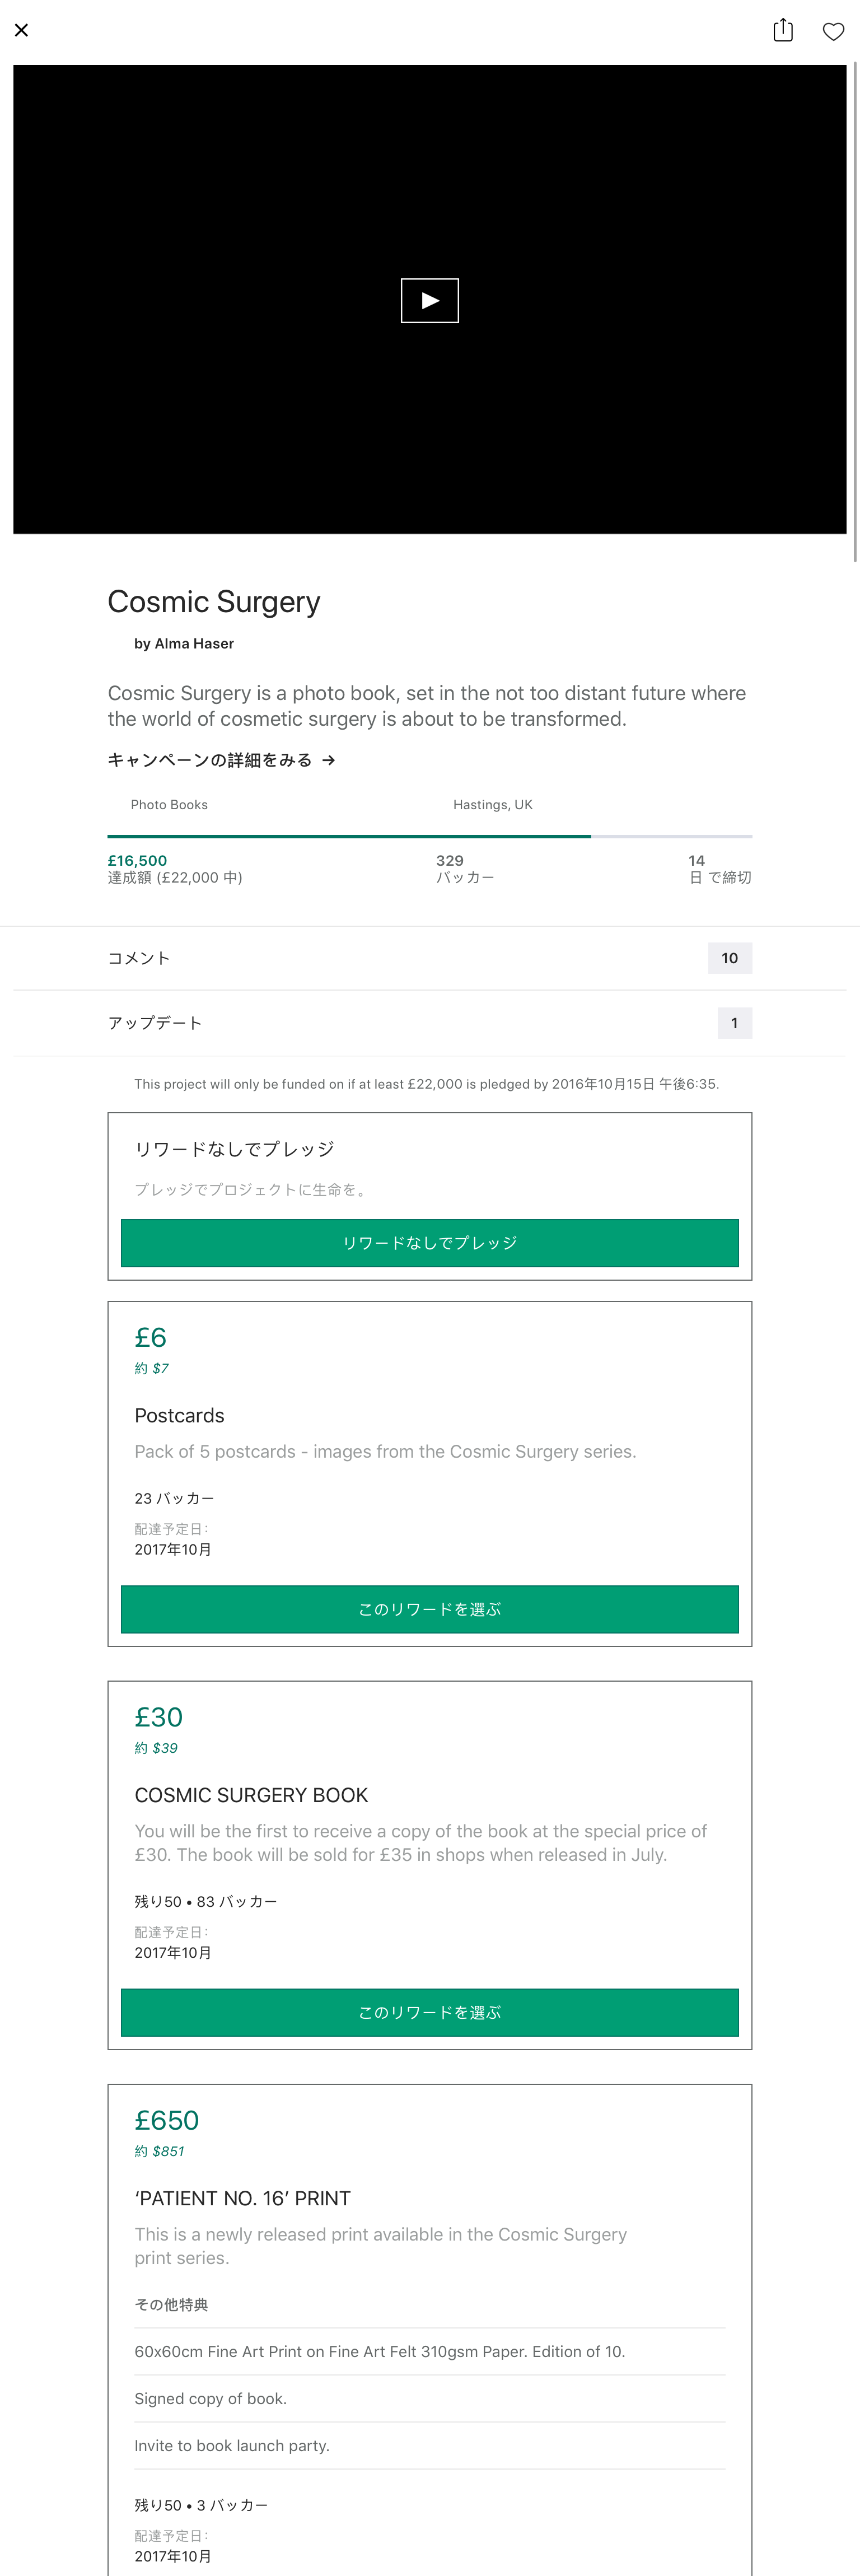 Cosmic Surgery
by Alma Haser
Cosmic Surgery is a photo book, set in the not too distant future where
the world of cosmetic surgery is about to be transformed.
キャンペーンの詳細をみる →
Photo Books
Hastings, UK
£16,500
達成額 (£22,000 中)
329
バッカー
14
日 で締切
コメント
10
アップデート
1
This project will only be funded on if at least £22,000 is pledged by 2016年10月15日 午後6:35.
リワードなしでプレッジ
プレッジでプロジェクトに生命を。
リワードなしでプレッジ
£6
約 $7
Postcards
Pack of 5 postcards - images from the Cosmic Surgery series.
23 バッカー
配達予定日:
2017年10月
このリワードを選ぶ
£30
約 $39
COSMIC SURGERY BOOK
You will be the first to receive a copy of the book at the special price of
£30. The book will be sold for £35 in shops when released in July.
残り50 • 83 バッカー
配達予定日:
2017年10月
このリワードを選ぶ
£650
約 $851
‘PATIENT NO. 16’ PRINT
This is a newly released print available in the Cosmic Surgery
print series.
その他特典
60x60cm Fine Art Print on Fine Art Felt 310gsm Paper. Edition of 10.
Signed copy of book.
Invite to book launch party.
残り50 • 3 バッカー
配達予定日:
2017年10月